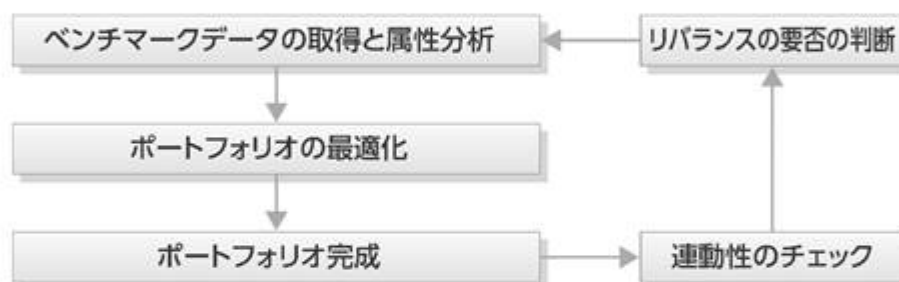 ベンチマークデータの取得と属性分析
リバランスの要否の判断
ポートフォリオの最適化
ポートフォリオ完成
連動性のチェック